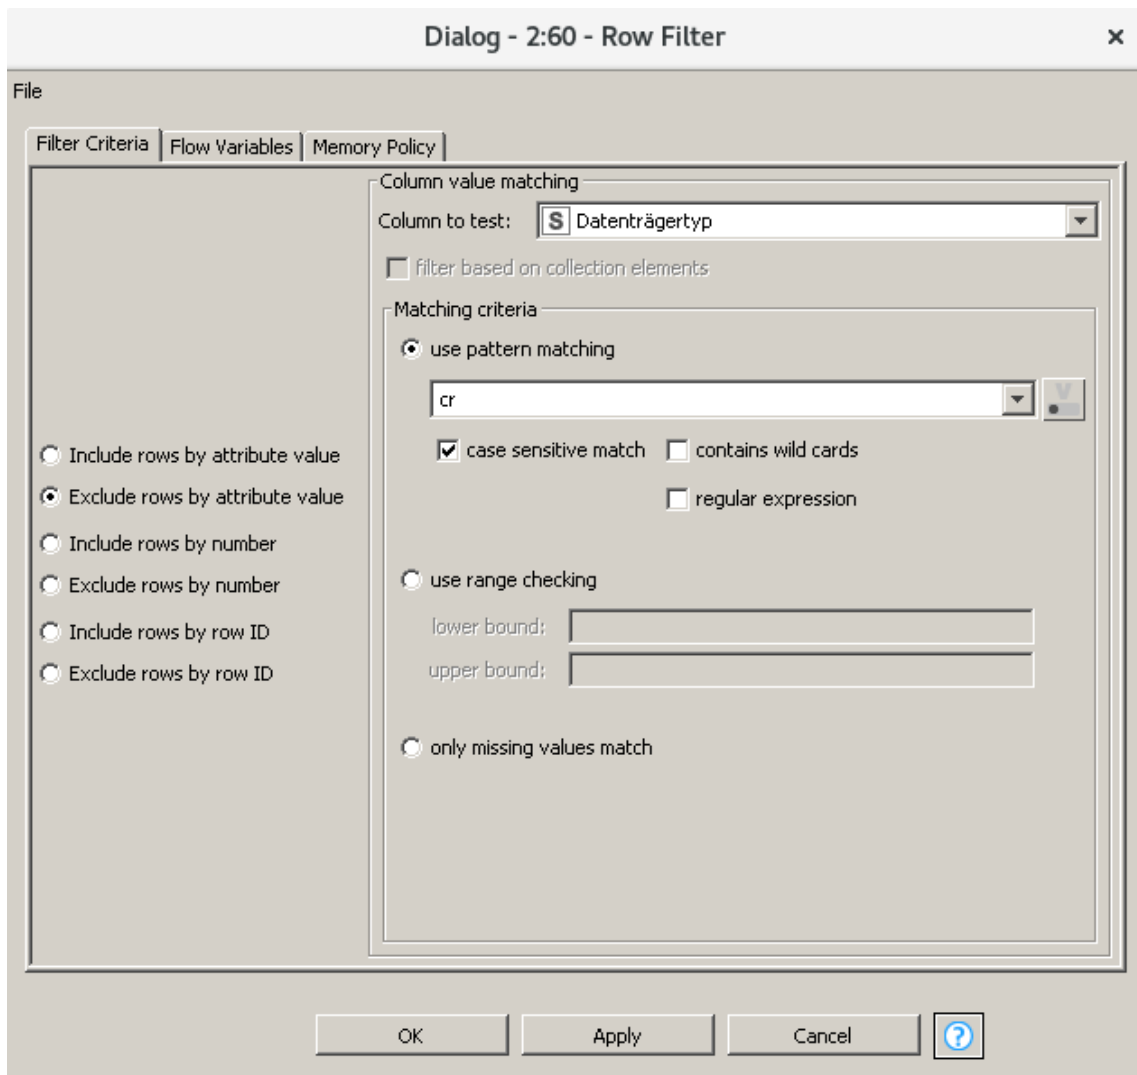 Dialog - 2:60 - Row Filter
File
Filter Criteria
Flow Variables
Memory Policy
Column value matching
Column to test:
S Datenträgertyp
filter based on collection elements
Matching criteria
use pattern matching
cr
V
case sensitive match
contains wild cards
regular expression
use range checking
lower bound:
upper bound:
only missing values match
Include rows by attribute value
Exclude rows by attribute value
Include rows by number
Exclude rows by number
Include rows by row ID
Exclude rows by row ID
OK
Apply
Cancel
?